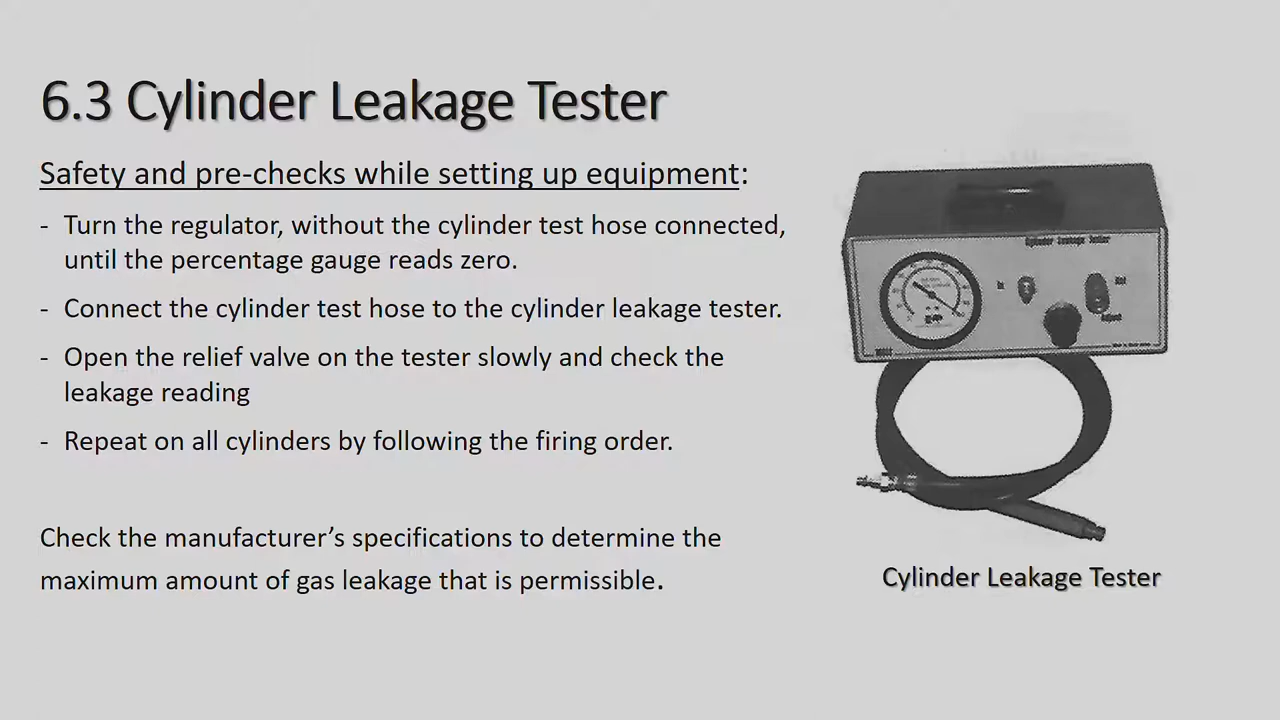 6.3 Cylinder Leakage Tester
Safety and pre-checks while setting up equipment:
- Turn the regulator, without the cylinder test hose connected,
until the percentage gauge reads zero.
- Connect the cylinder test hose to the cylinder leakage tester.
- Open the relief valve on the tester slowly and check the
leakage reading
- Repeat on all cylinders by following the firing order.
Check the manufacturer’s specifications to determine the
maximum amount of gas leakage that is permissible.
Cylinder Leakage Tester
Cylinder Leakage Tester